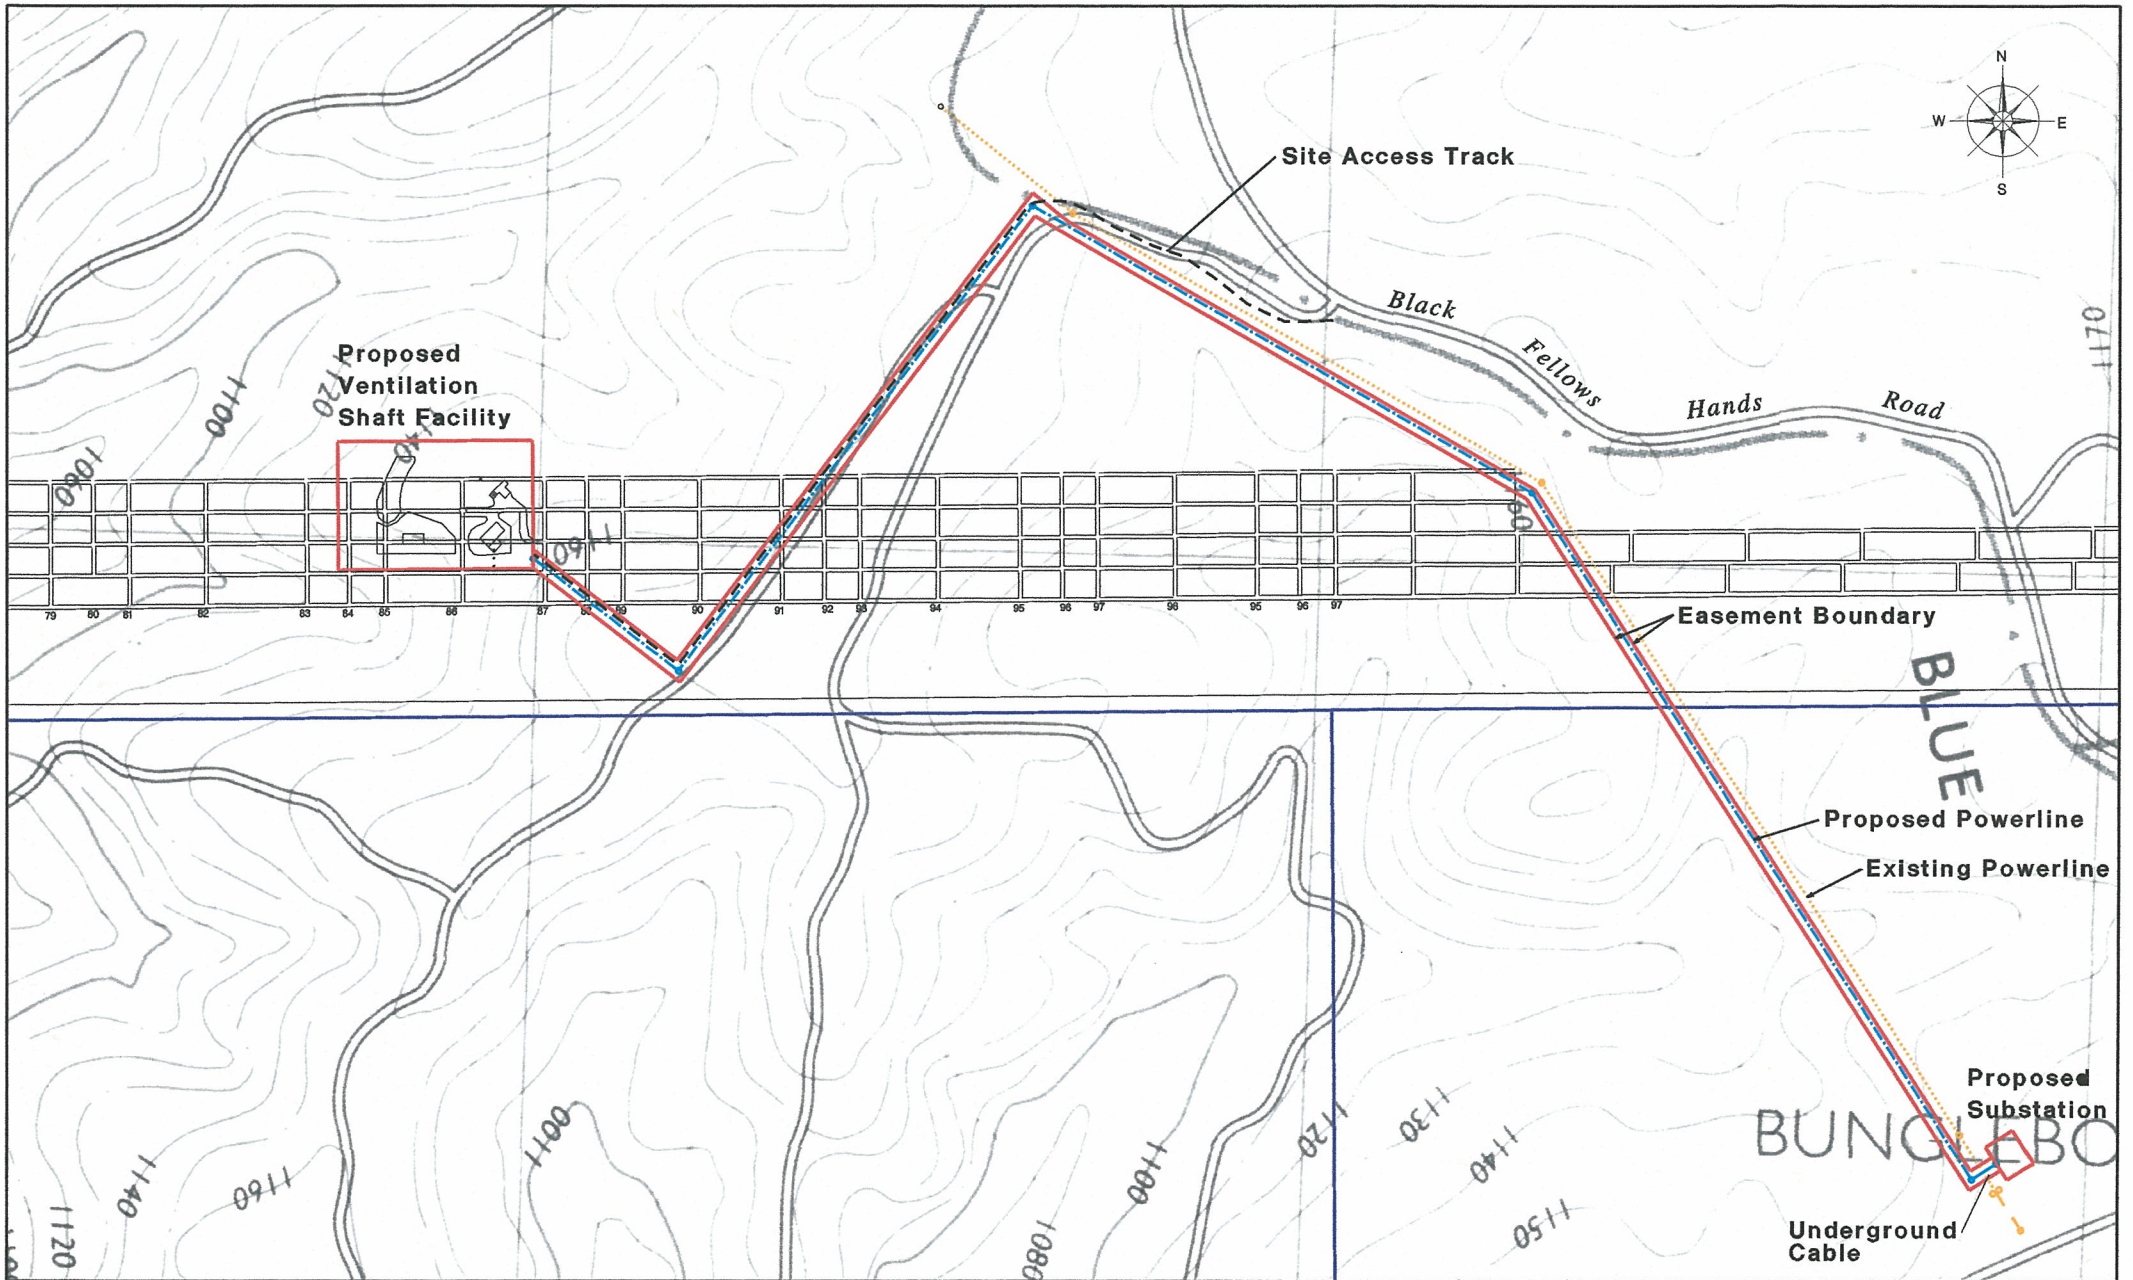 N
W
E
S
Site Access Track
Black
Fellows
Hands
Road
1170
Proposed
Ventilation
Shaft Facility
1100
1120
1140
1060
1160
79 80 81 82 83 84 85 86 87 89 90 91 92 93 94 95 96 97 98 95 96 97
Easement Boundary
BLUE
Proposed Powerline
Existing Powerline
Proposed
Substation
BUNGLEBO
Underground
Cable
1100
1140
1160
1120
1100
1080
1120
1130
1140
1150